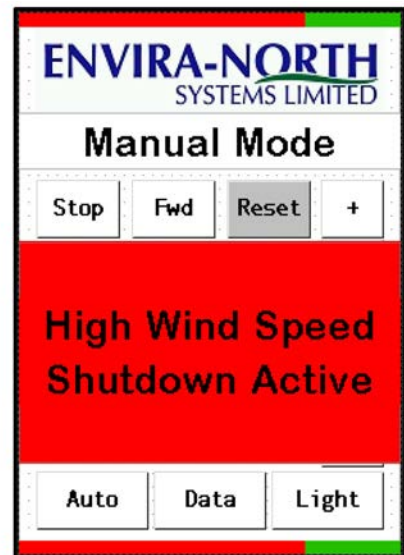 ENVIRA-NORTH
SYSTEMS LIMITED
Manual Mode
Stop Fwd Reset +
High Wind Speed
Shutdown Active
Auto Data Light